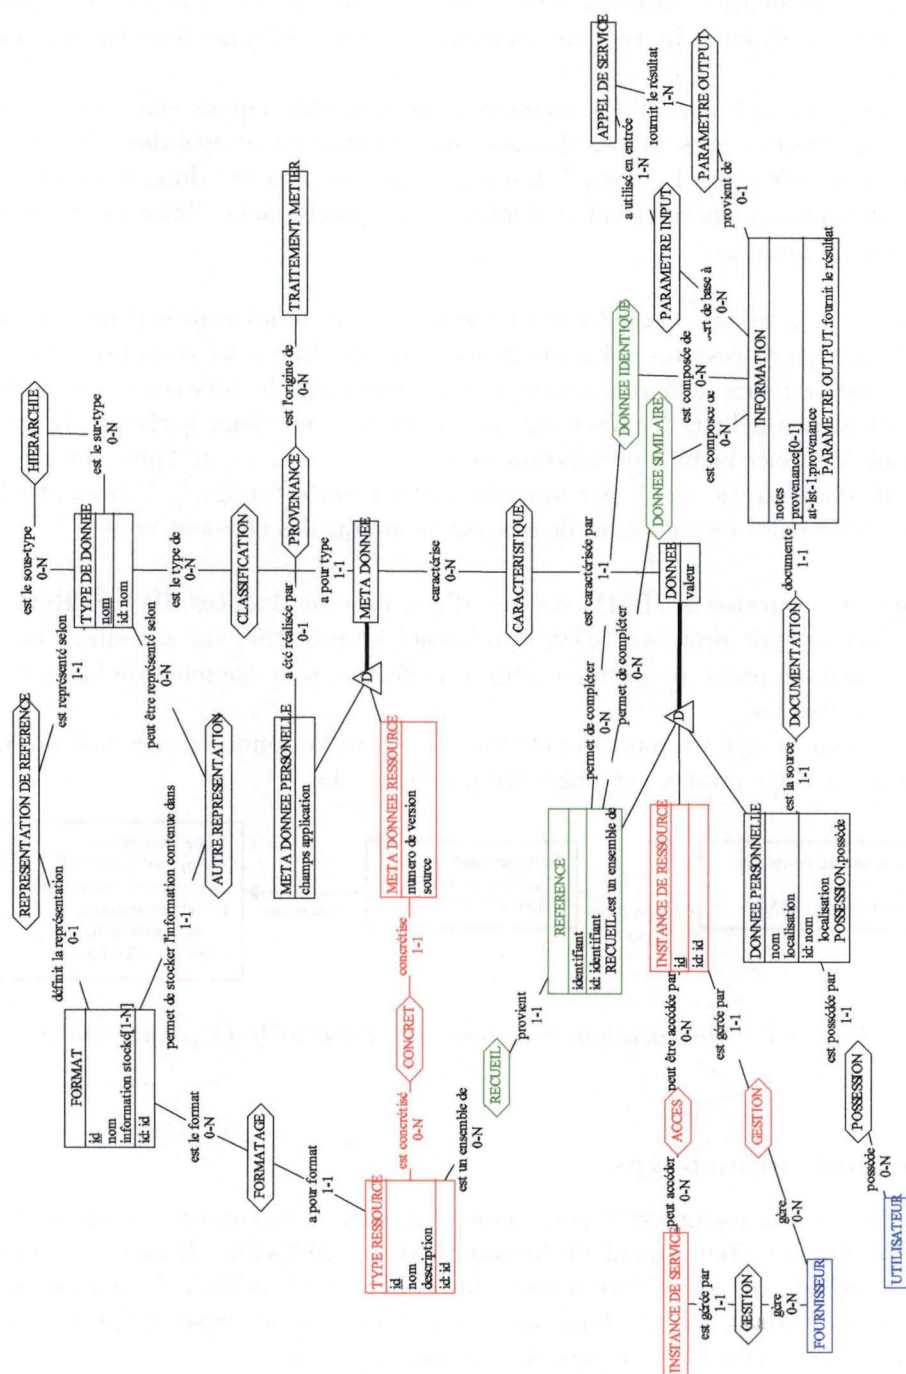 FORMAT
id
nom
information stockée[1-N]
id: id
définit la représentation
0-1
REPRESENTATION DE REFERENCE
est représenté selon
1-1
est le sous-type
0-N
HIERARCHIE
est le sur-type
0-N
TYPE DE DONNEE
nom
id: nom
permet de stocker l'information contenue dans
1-1
AUTRE REPRESENTATION
peut être représenté selon
0-N
est le type de
0-N
CLASSIFICATION
a pour type
1-1
est le format
0-N
FORMATAGE
a pour format
1-1
META DONNEE PERSONELLE
champs application
a été réalisée par
0-1
PROVENANCE
est l'origine de
0-N
TRAITEMENT METIER
META DONNEE
D
META DONNEE RESSOURCE
numero de version
source
caractérise
0-N
CARACTERISTIQUE
est caractérisée par
1-1
TYPE RESSOURCE
id
nom
description
id: id
est concrétisé
0-N
CONCRET
concrétise
1-1
est un ensemble de
0-N
RECUEIL
provient
1-1
REFERENCE
identifiant
id: identifiant
RECUEIL.est un ensemble de
permet de compléter
0-N
permet de compléter
0-N
DONNEE IDENTIQUE
est composée de
0-N
DONNEE SIMILAIRE
est composée de
0-N
DONNEE
valeur
D
APPEL DE SERVICE
fournit le résultat
1-N
PARAMETRE OUTPUT
provient de
0-1
a utilisé en entrée
1-N
PARAMETRE INPUT
ert de base à
0-N
INFORMATION
notes
provenance[0-1]
at-lst-1:provenance
PARAMETRE OUTPUT.fournit le résultat
documente
1-1
DOCUMENTATION
est la source
1-1
INSTANCE DE RESSOURCE
id
id: id
DONNEE PERSONNELLE
nom
localisation
id: nom
localisation
POSSESSION.possède
INSTANCE DE SERVICE
peut accéder
0-N
ACCES
peut être accédée par
0-N
est gérée par
1-1
GESTION
gère
0-N
est gérée par
1-1
GESTION
gère
0-N
FOURNISSEUR
est possédée par
1-1
POSSESSION
possède
0-N
UTILISATEUR